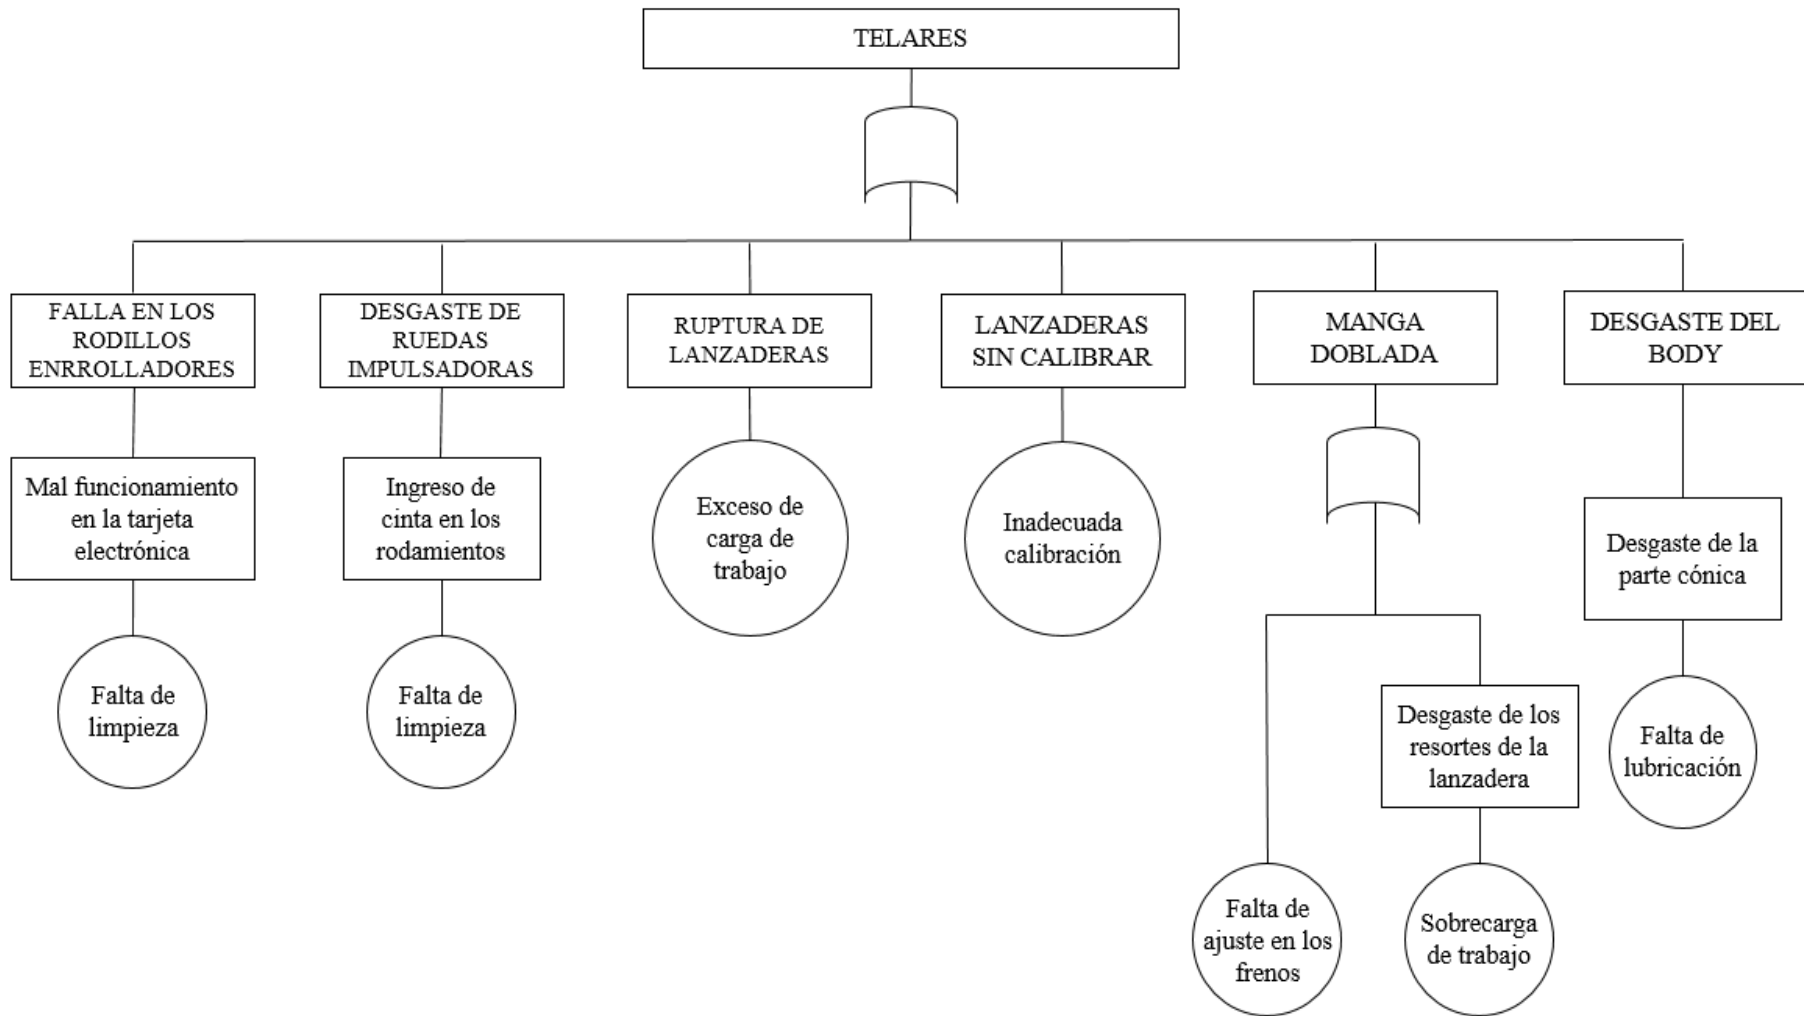 TELARES
FALLA EN LOS
RODILLOS
ENRROLLADORES
DESGASTE DE
RUEDAS
IMPULSADORAS
RUPTURA DE
LANZADERAS
LANZADERAS
SIN CALIBRAR
MANGA
DOBLADA
DESGASTE DEL
BODY
Mal funcionamiento
en la tarjeta
electrónica
Ingreso de
cinta en los
rodamientos
Exceso de
carga de
trabajo
Inadecuada
calibración
Desgaste de la
parte cónica
Falta de
limpieza
Falta de
limpieza
Desgaste de los
resortes de la
lanzadera
Falta de
lubricación
Falta de
ajuste en los
frenos
Sobrecarga
de trabajo